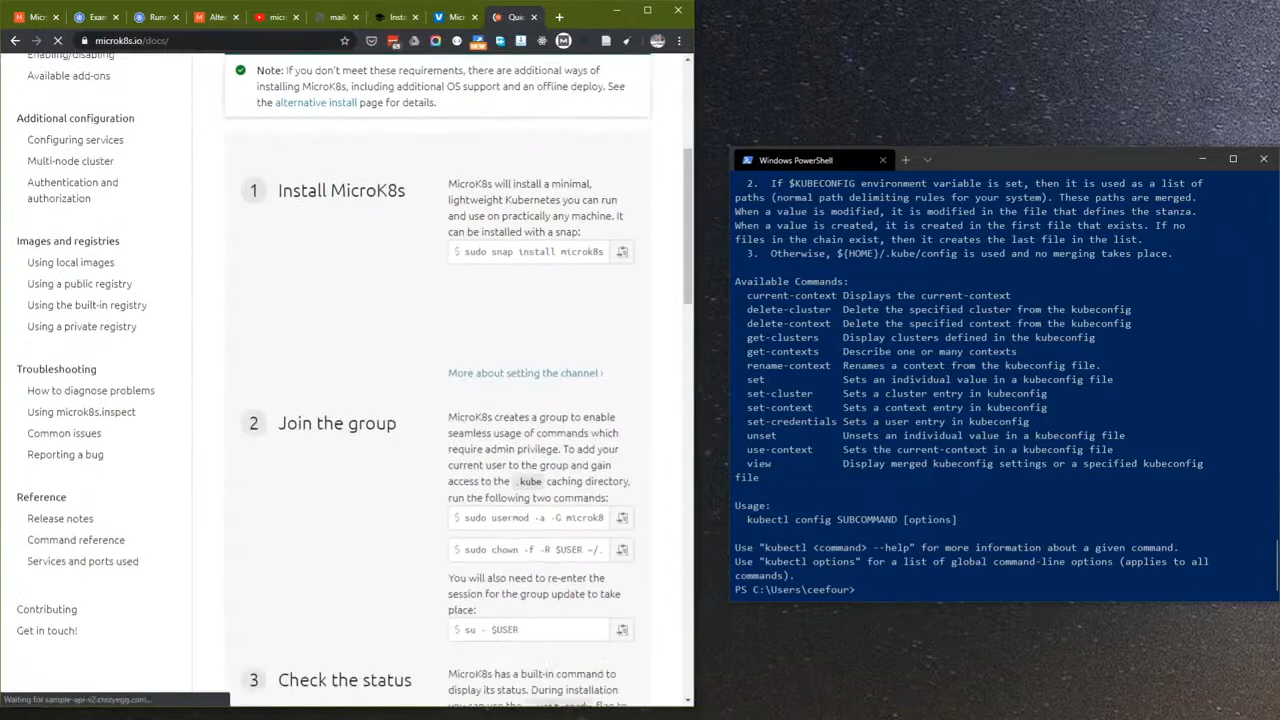 Micr
Exam
Runn
Alter
micr
mail
Insta
Micr
Quic
microk8s.io/docs/
Enabling/disabling
Available add-ons
Additional configuration
Configuring services
Multi-node cluster
Authentication and
authorization
Images and registries
Using local images
Using a public registry
Using the built-in registry
Using a private registry
Troubleshooting
How to diagnose problems
Using microk8s.inspect
Common issues
Reporting a bug
Reference
Release notes
Command reference
Services and ports used
Contributing
Get in touch!
Waiting for sample-api-v2.crazyegg.com...
Note: If you don't meet these requirements, there are additional ways of
installing MicroK8s, including additional OS support and an offline deploy. See
the alternative install page for details.
1 Install MicroK8s
MicroK8s will install a minimal,
lightweight Kubernetes you can run
and use on practically any machine. It
can be installed with a snap:
$ sudo snap install microk8s
More about setting the channel ›
2 Join the group
MicroK8s creates a group to enable
seamless usage of commands which
require admin privilege. To add your
current user to the group and gain
access to the .kube caching directory,
run the following two commands:
$ sudo usermod -a -G microk8
$ sudo chown -f -R $USER ~/.
You will also need to re-enter the
session for the group update to take
place:
$ su - $USER
3 Check the status
MicroK8s has a built-in command to
display its status. During installation
Windows PowerShell
2. If $KUBECONFIG environment variable is set, then it is used as a list of
paths (normal path delimiting rules for your system). These paths are merged.
When a value is modified, it is modified in the file that defines the stanza.
When a value is created, it is created in the first file that exists. If no
files in the chain exist, then it creates the last file in the list.
3. Otherwise, ${HOME}/.kube/config is used and no merging takes place.
Available Commands:
current-context Displays the current-context
delete-cluster Delete the specified cluster from the kubeconfig
delete-context Delete the specified context from the kubeconfig
get-clusters Display clusters defined in the kubeconfig
get-contexts Describe one or many contexts
rename-context Renames a context from the kubeconfig file.
set Sets an individual value in a kubeconfig file
set-cluster Sets a cluster entry in kubeconfig
set-context Sets a context entry in kubeconfig
set-credentials Sets a user entry in kubeconfig
unset Unsets an individual value in a kubeconfig file
use-context Sets the current-context in a kubeconfig file
view Display merged kubeconfig settings or a specified kubeconfig
file
Usage:
kubectl config SUBCOMMAND [options]
Use "kubectl <command> --help" for more information about a given command.
Use "kubectl options" for a list of global command-line options (applies to all
commands).
PS C:\Users\ceefour>